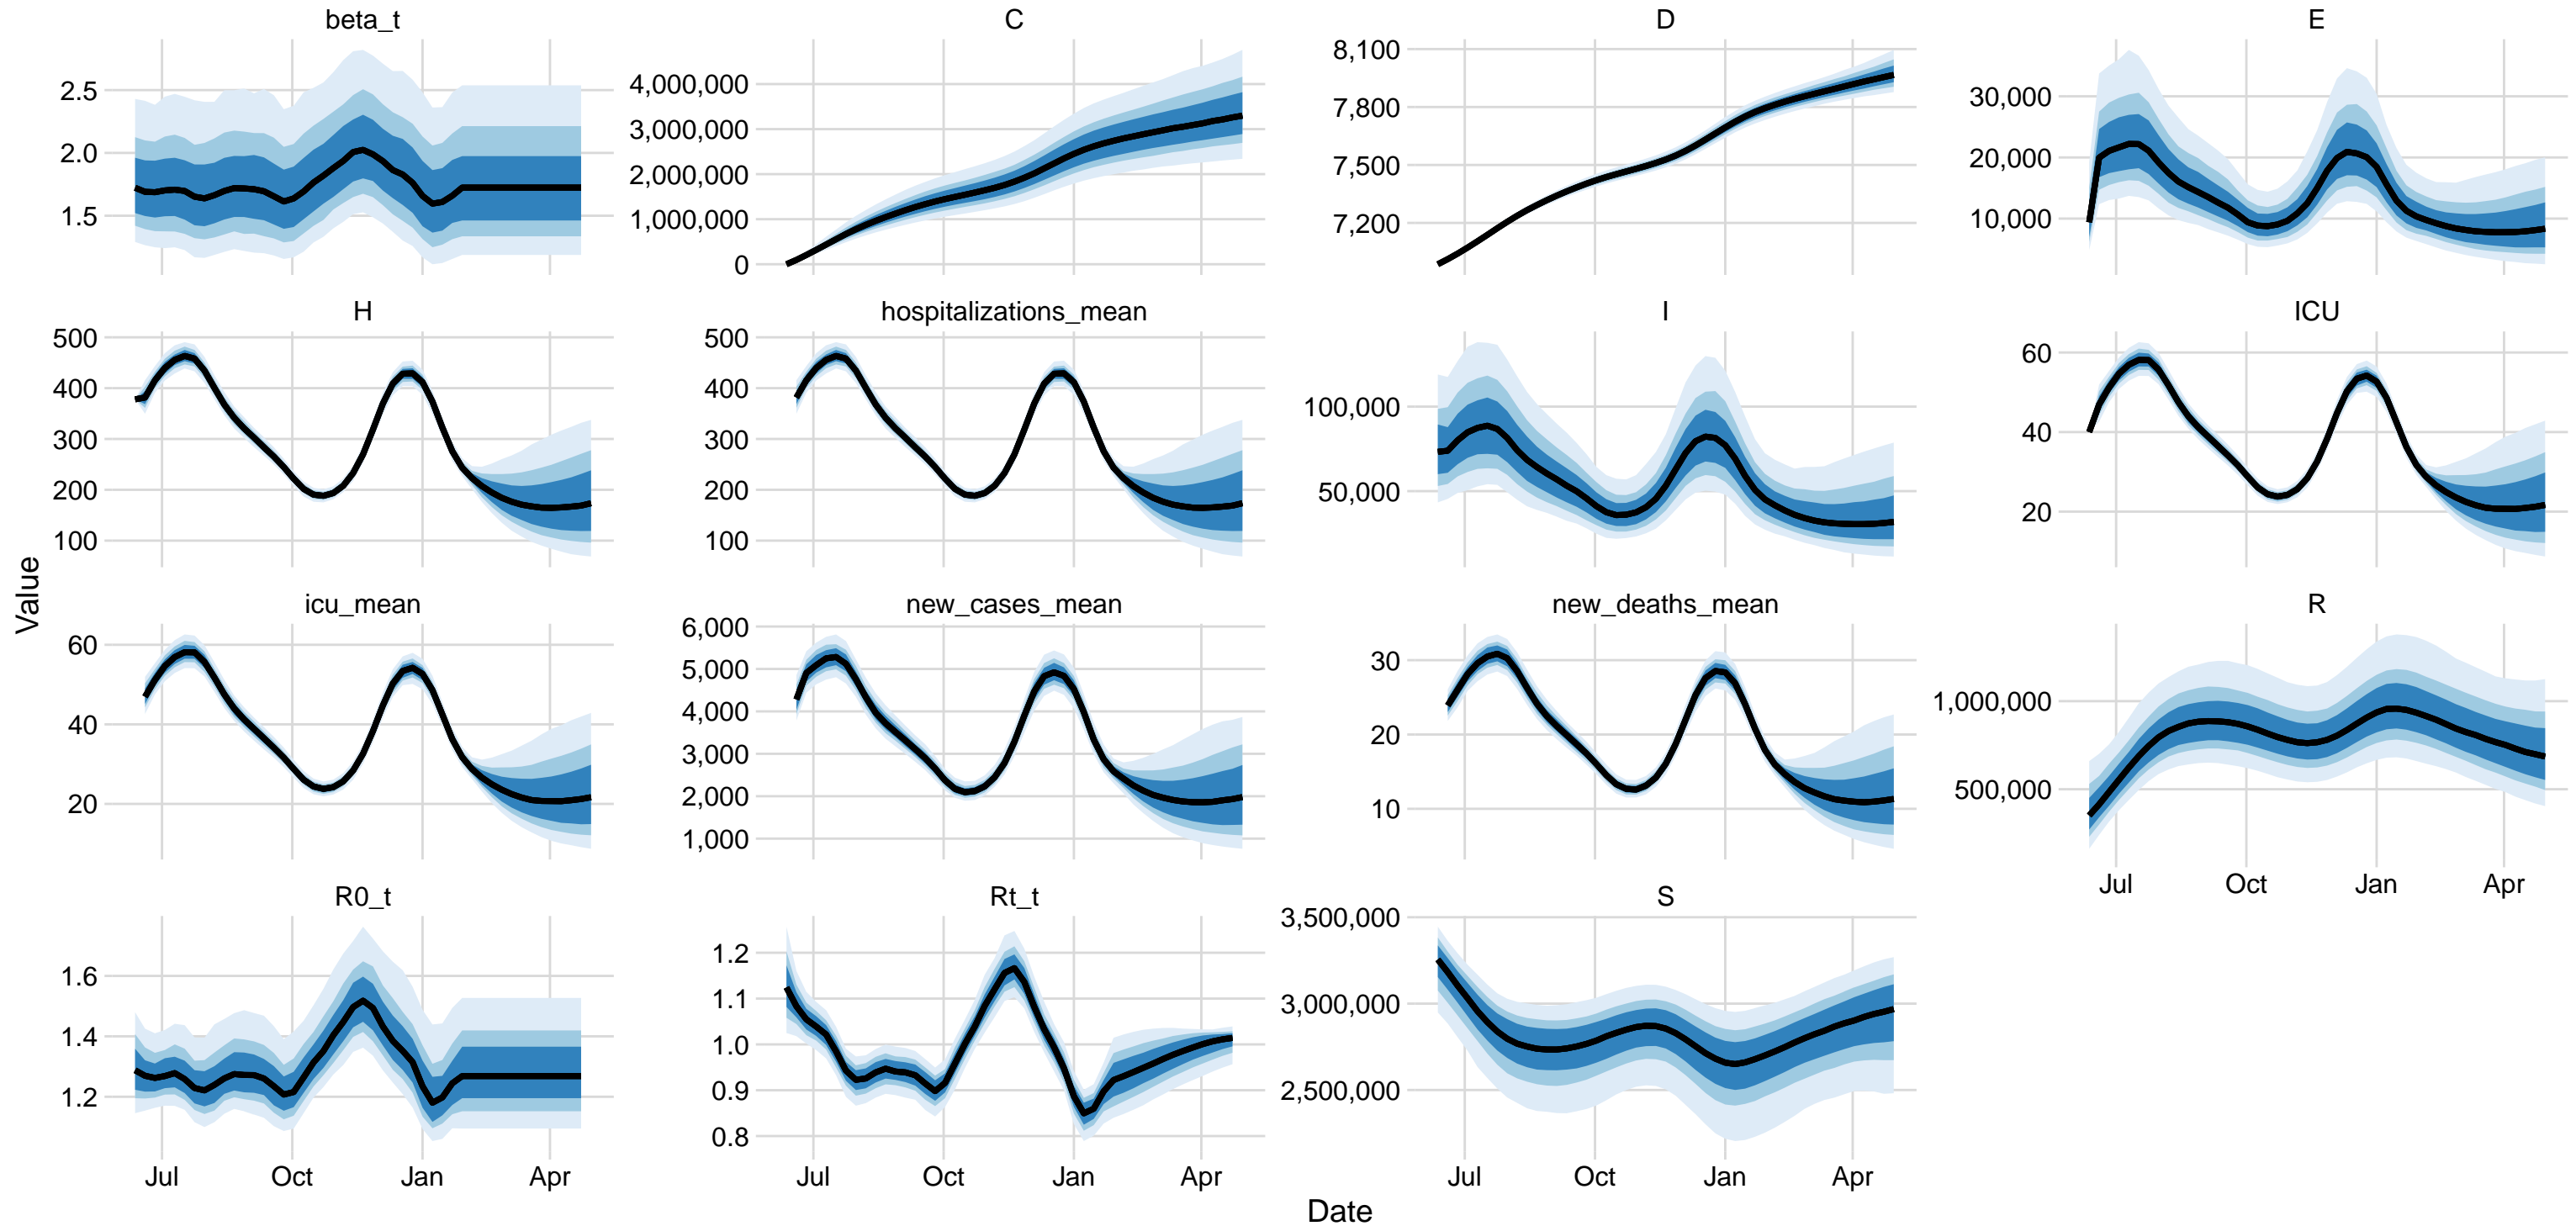 beta_t
2.5
2.0
1.5
C
4,000,000
3,000,000
2,000,000
1,000,000
0
D
8,100
7,800
7,500
7,200
E
30,000
20,000
10,000
H
500
400
300
200
100
hospitalizations_mean
500
400
300
200
100
I
100,000
50,000
ICU
60
40
20
Value
icu_mean
60
40
20
new_cases_mean
6,000
5,000
4,000
3,000
2,000
1,000
new_deaths_mean
30
20
10
R
1,000,000
500,000
Jul Oct Jan Apr
R0_t
1.6
1.4
1.2
Jul Oct Jan Apr
Rt_t
1.2
1.1
1.0
0.9
0.8
Jul Oct Jan Apr
S
3,500,000
3,000,000
2,500,000
Jul Oct Jan Apr
Date